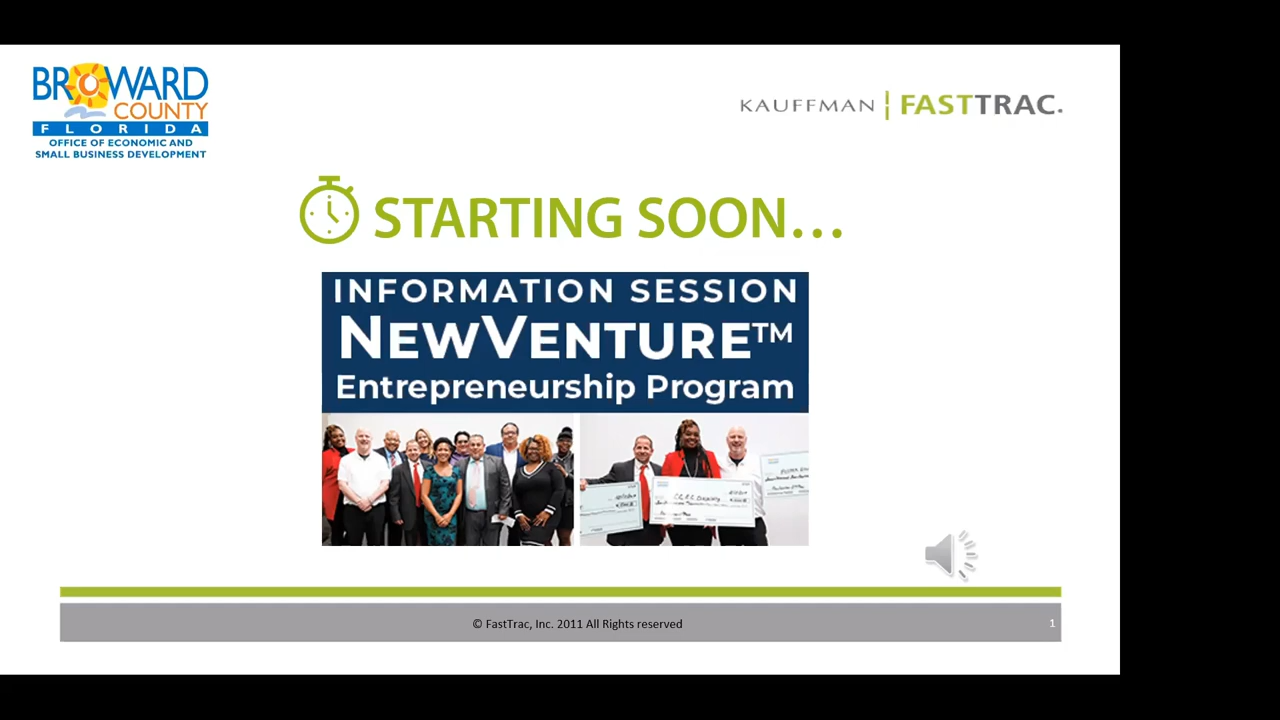 BROWARD
COUNTY
FLORIDA
OFFICE OF ECONOMIC AND
SMALL BUSINESS DEVELOPMENT
KAUFFMAN | FASTTRAC.
STARTING SOON...
INFORMATION SESSION
NEWVENTURE™
Entrepreneurship Program
© FastTrac, Inc. 2011 All Rights reserved
1